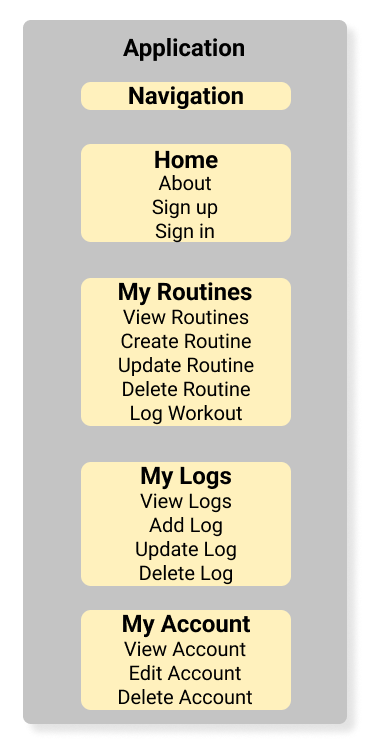 Application
Navigation
Home
About
Sign up
Sign in
My Routines
View Routines
Create Routine
Update Routine
Delete Routine
Log Workout
My Logs
View Logs
Add Log
Update Log
Delete Log
My Account
View Account
Edit Account
Delete Account